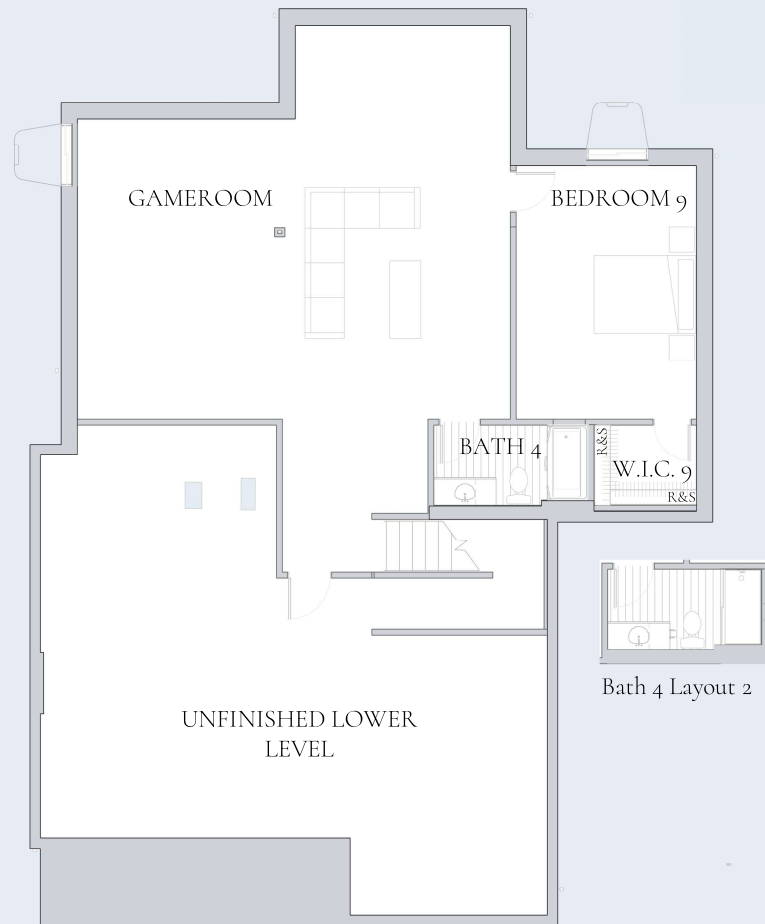 GAMEROOM
BEDROOM 9
BATH 4
R&S
W.I.C. 9
R&S
Bath 4 Layout 2
UNFINISHED LOWER
LEVEL